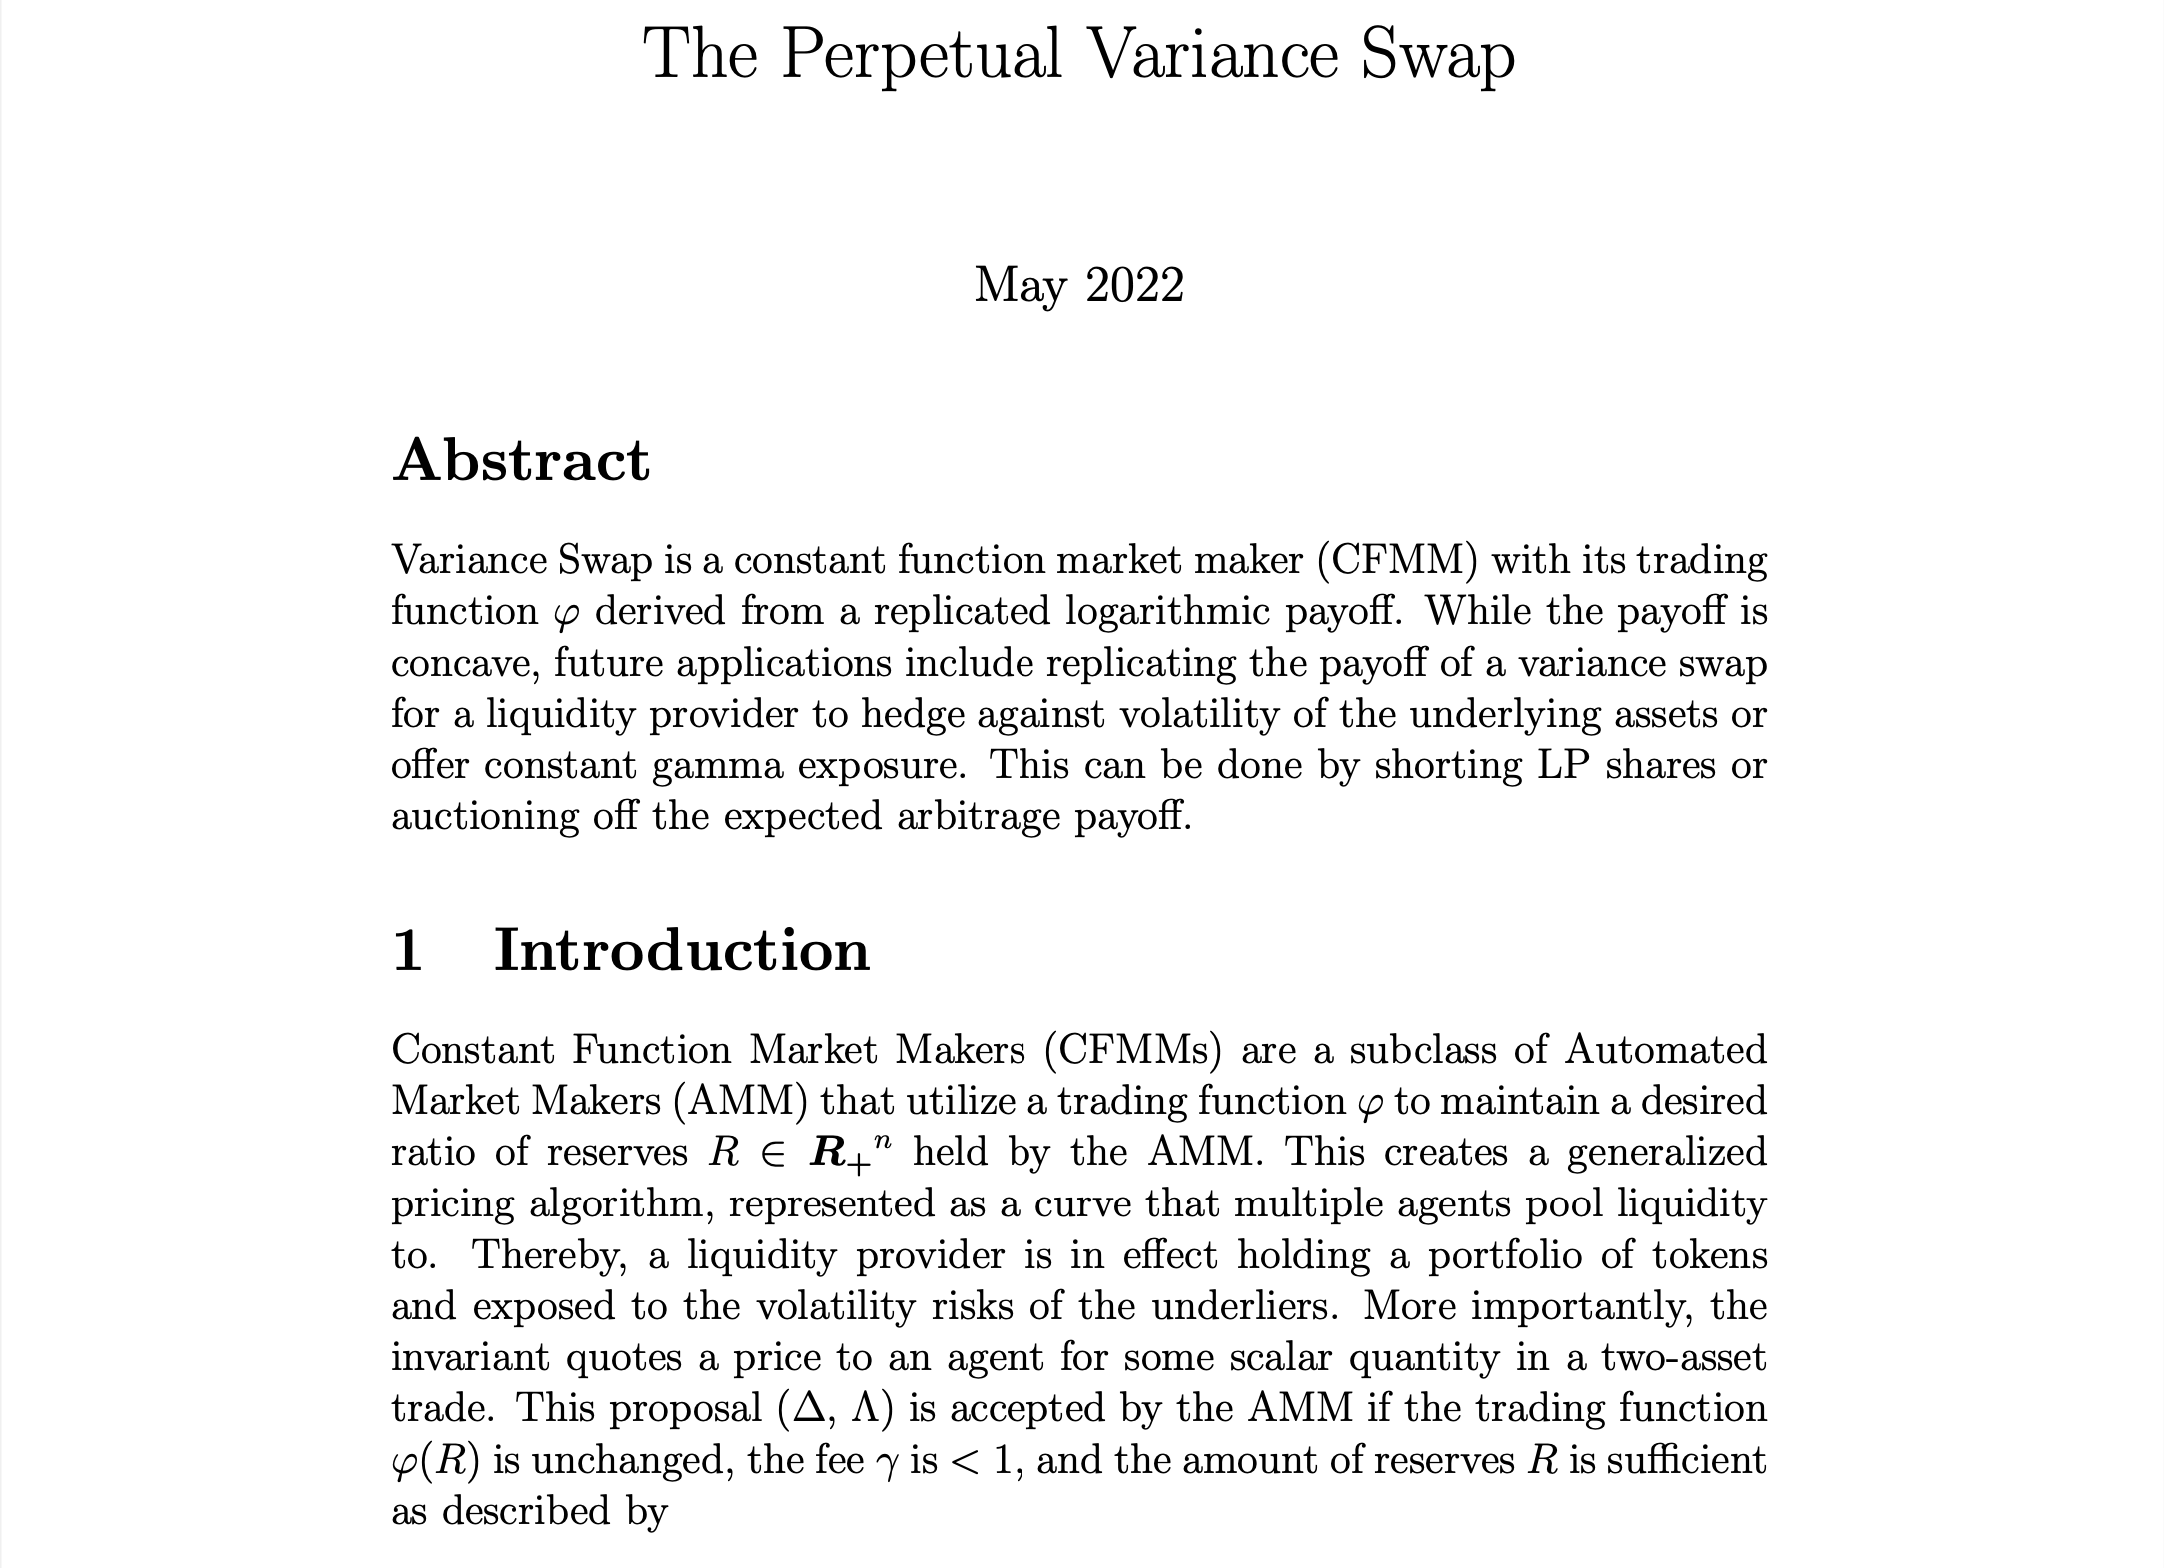 The Perpetual Variance Swap
May 2022
Abstract
Variance Swap is a constant function market maker (CFMM) with its trading
function φ derived from a replicated logarithmic payoff. While the payoff is
concave, future applications include replicating the payoff of a variance swap
for a liquidity provider to hedge against volatility of the underlying assets or
offer constant gamma exposure. This can be done by shorting LP shares or
auctioning off the expected arbitrage payoff.
1 Introduction
Constant Function Market Makers (CFMMs) are a subclass of Automated
Market Makers (AMM) that utilize a trading function φ to maintain a desired
ratio of reserves R ∈ R₊ⁿ held by the AMM. This creates a generalized
pricing algorithm, represented as a curve that multiple agents pool liquidity
to. Thereby, a liquidity provider is in effect holding a portfolio of tokens
and exposed to the volatility risks of the underliers. More importantly, the
invariant quotes a price to an agent for some scalar quantity in a two-asset
trade. This proposal (Δ, Λ) is accepted by the AMM if the trading function
φ(R) is unchanged, the fee γ is < 1, and the amount of reserves R is sufficient
as described by